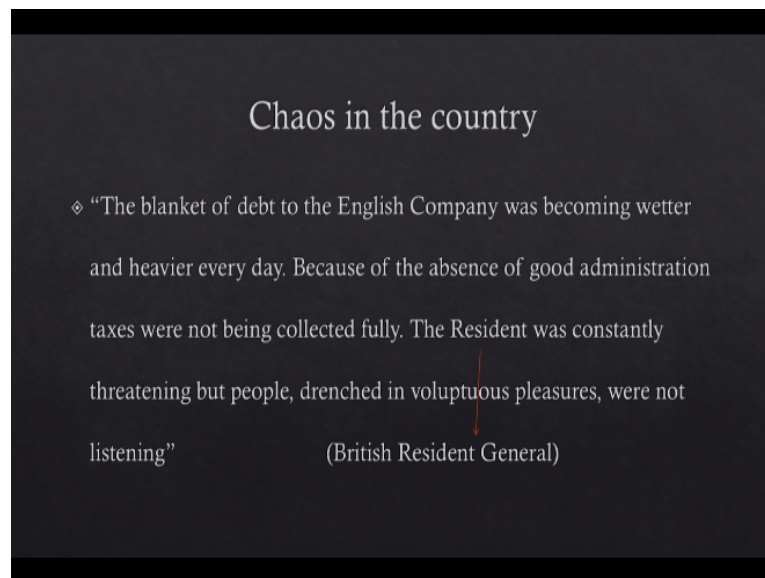 Chaos in the country
“The blanket of debt to the English Company was becoming wetter
and heavier every day. Because of the absence of good administration
taxes were not being collected fully. The Resident was constantly
threatening but people, drenched in voluptuous pleasures, were not
listening” (British Resident General)